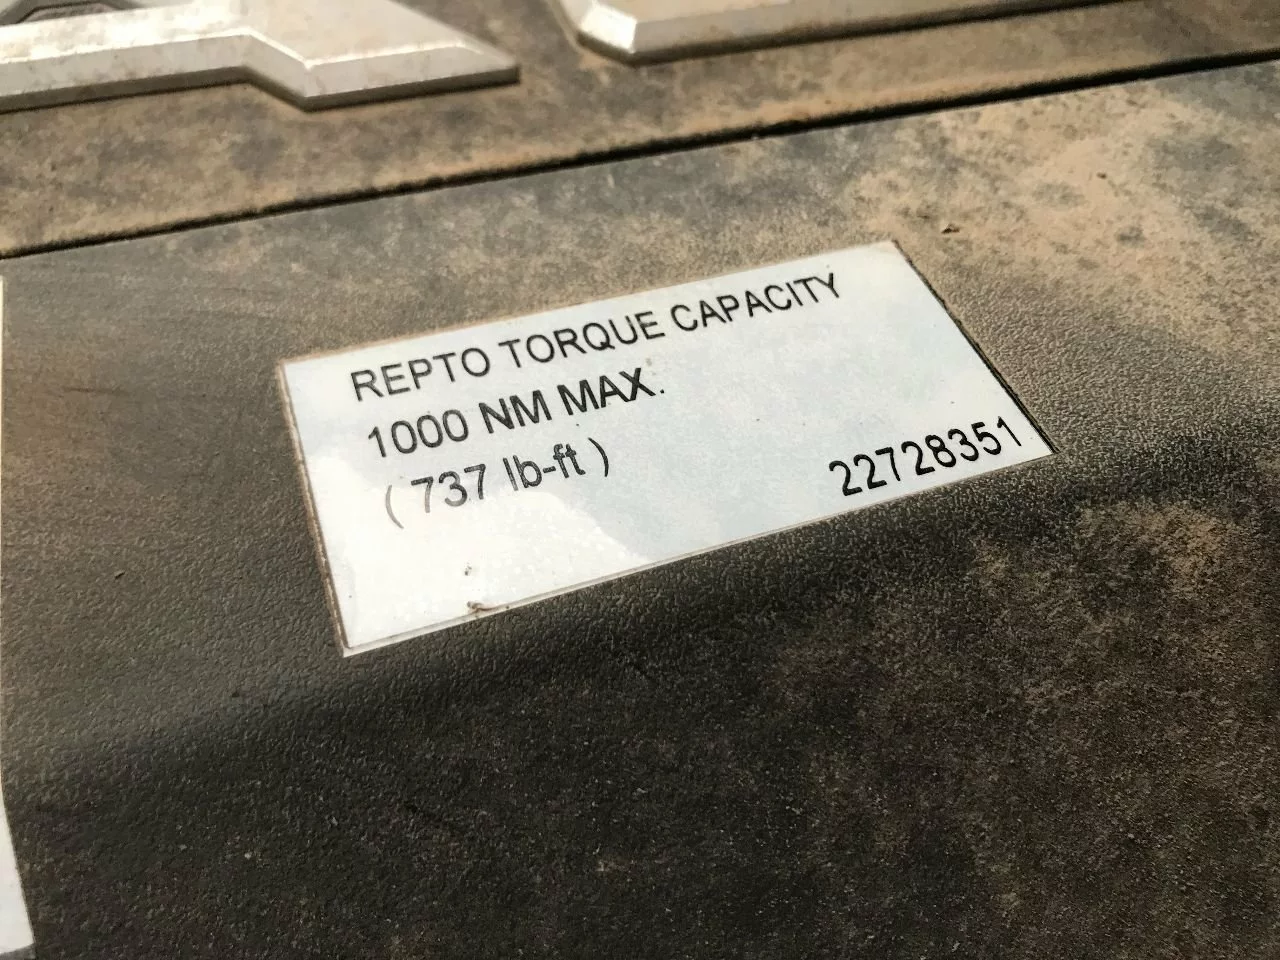 REPTO TORQUE CAPACITY
1000 NM MAX.
( 737 lb-ft )
22728351